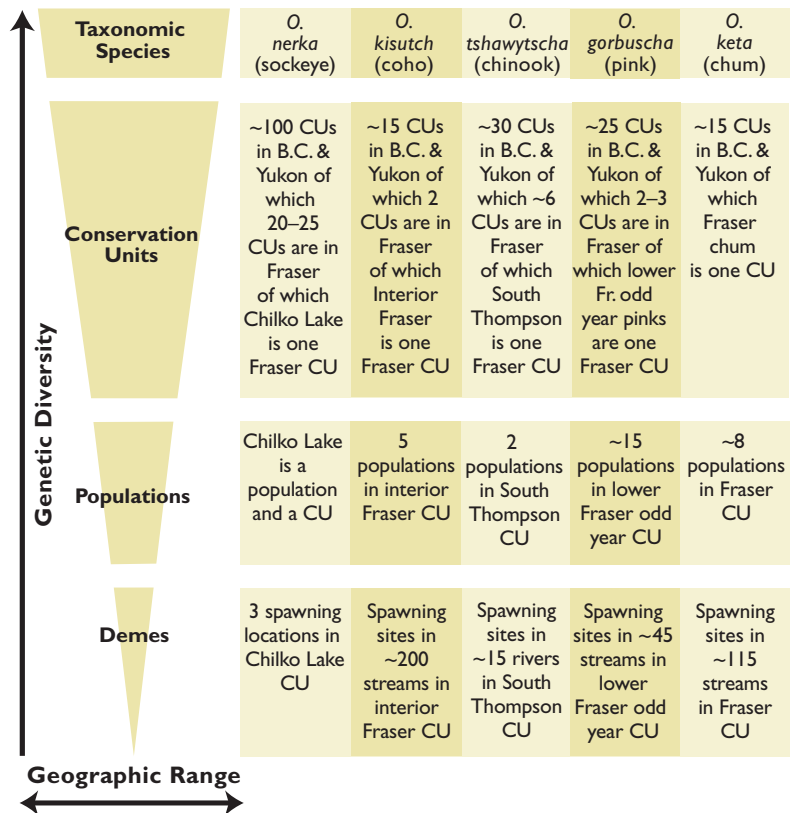 Taxonomic
Species
O.
nerka
(sockeye)
O.
kisutch
(coho)
O.
tshawytscha
(chinook)
O.
gorbuscha
(pink)
O.
keta
(chum)
Conservation
Units
~100 CUs
in B.C. &
Yukon of
which
20–25
CUs are in
Fraser
of which
Chilko Lake
is one
Fraser CU
~15 CUs
in B.C. &
Yukon of
which 2
CUs are in
Fraser
of which
Interior
Fraser
is one
Fraser CU
~30 CUs
in B.C. &
Yukon of
which ~6
CUs are in
Fraser
of which
South
Thompson
is one
Fraser CU
~25 CUs
in B.C. &
Yukon of
which 2–3
CUs are in
Fraser of
which lower
Fr. odd
year pinks
are one
Fraser CU
~15 CUs
in B.C. &
Yukon of
which
Fraser
chum
is one CU
Populations
Chilko Lake
is a
population
and a CU
5
populations
in interior
Fraser CU
2
populations
in South
Thompson
CU
~15
populations
in lower
Fraser odd
year CU
~8
populations
in Fraser
CU
Demes
3 spawning
locations in
Chilko Lake
CU
Spawning
sites in
~200
streams in
interior
Fraser CU
Spawning
sites in
~15 rivers
in South
Thompson
CU
Spawning
sites in ~45
streams in
lower
Fraser odd
year CU
Spawning
sites in
~115
streams
in Fraser CU
Genetic Diversity
Geographic Range